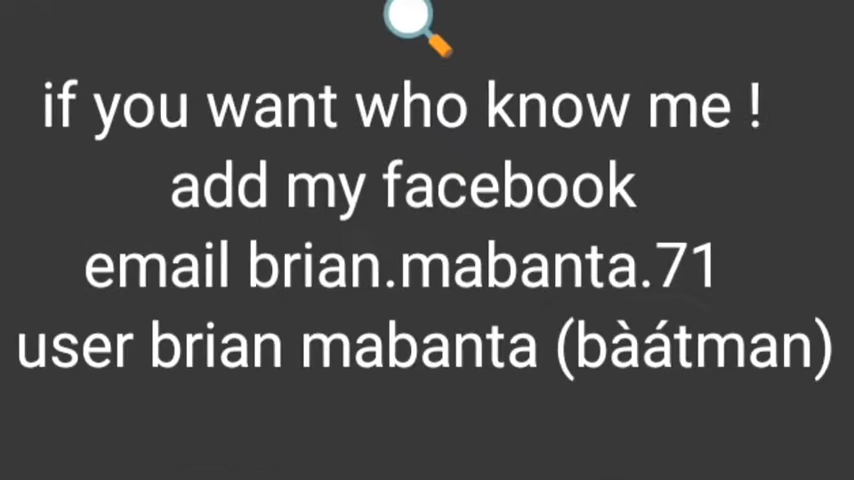 if you want who know me !
add my facebook
email brian.mabanta.71
user brian mabanta (bàátman)